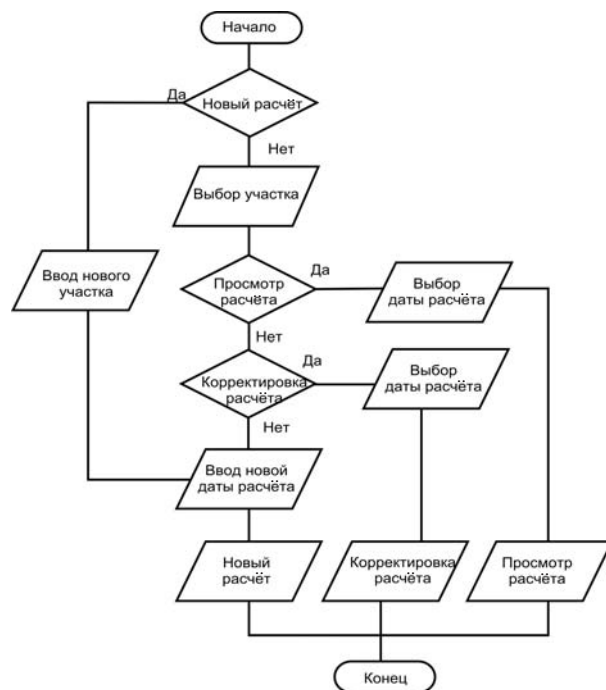 Начало
Да
Новый расчёт
Нет
Выбор участка
Ввод нового
участка
Просмотр
расчёта
Да
Выбор
даты расчёта
Нет
Корректировка
расчёта
Да
Выбор
даты расчёта
Нет
Ввод новой
даты расчёта
Новый
расчёт
Корректировка
расчёта
Просмотр
расчёта
Конец